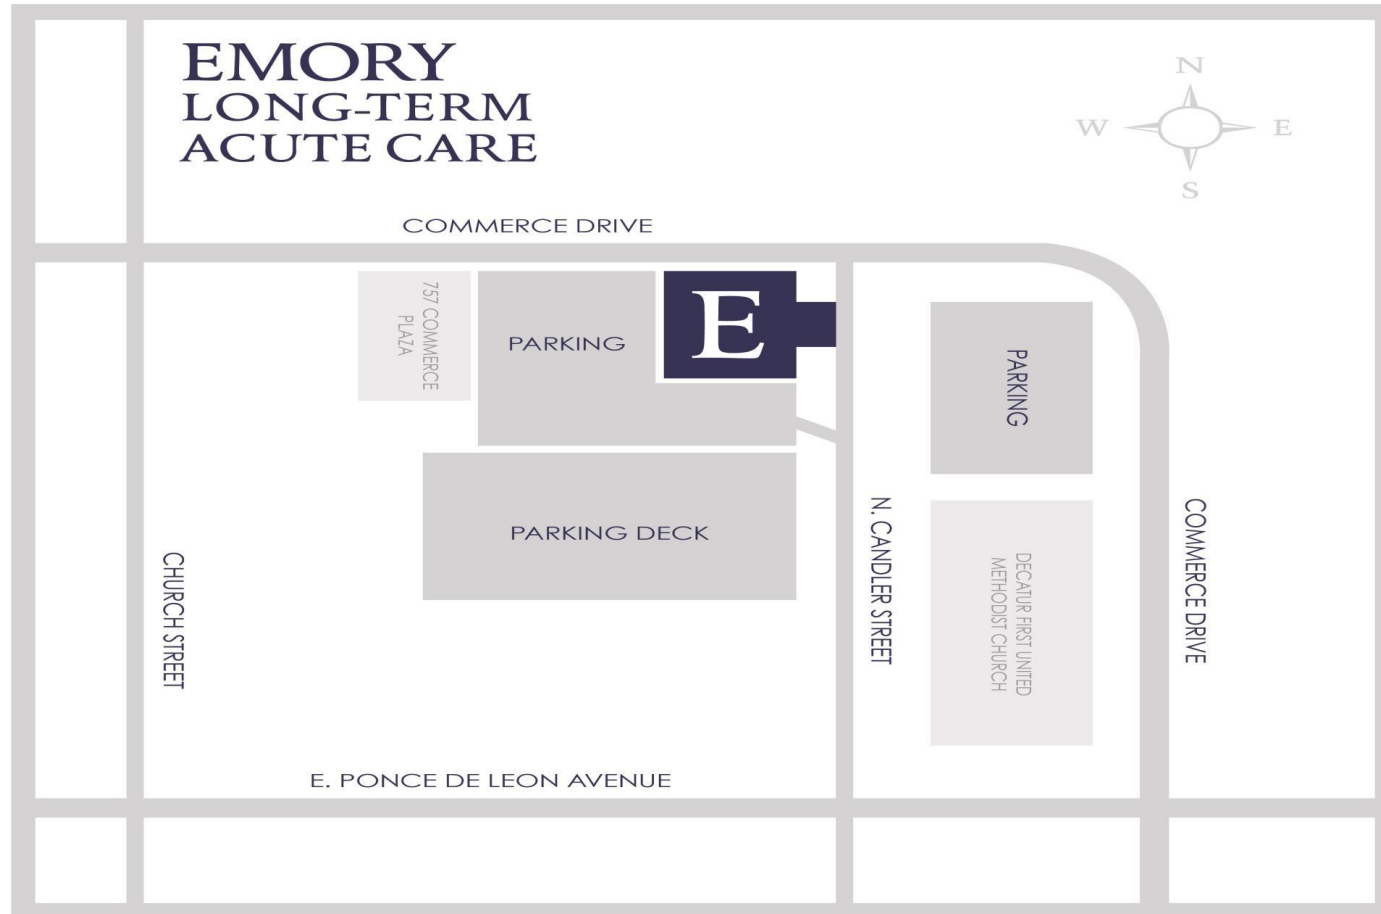 EMORY
LONG-TERM
ACUTE CARE
N
W
E
S
COMMERCE DRIVE
757 COMMERCE
PLAZA
PARKING
E
PARKING
PARKING DECK
N. CANDLER STREET
DECATUR FIRST UNITED
METHODIST CHURCH
COMMERCE DRIVE
CHURCH STREET
E. PONCE DE LEON AVENUE